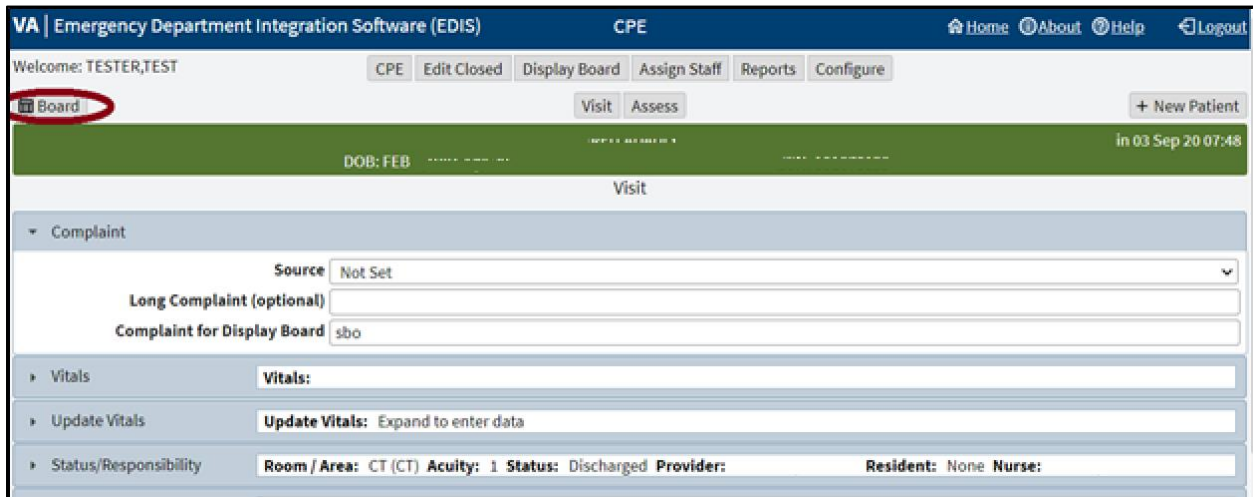 VA | Emergency Department Integration Software (EDIS) CPE Home About Help Logout
Welcome: TESTER,TEST CPE Edit Closed Display Board Assign Staff Reports Configure
Board Visit Assess + New Patient
in 03 Sep 20 07:48
DOB: FEB
Visit
Complaint
Source Not Set
Long Complaint (optional)
Complaint for Display Board sbo
Vitals Vitals:
Update Vitals Update Vitals: Expand to enter data
Status/Responsibility Room / Area: CT (CT) Acuity: 1 Status: Discharged Provider: Resident: None Nurse: